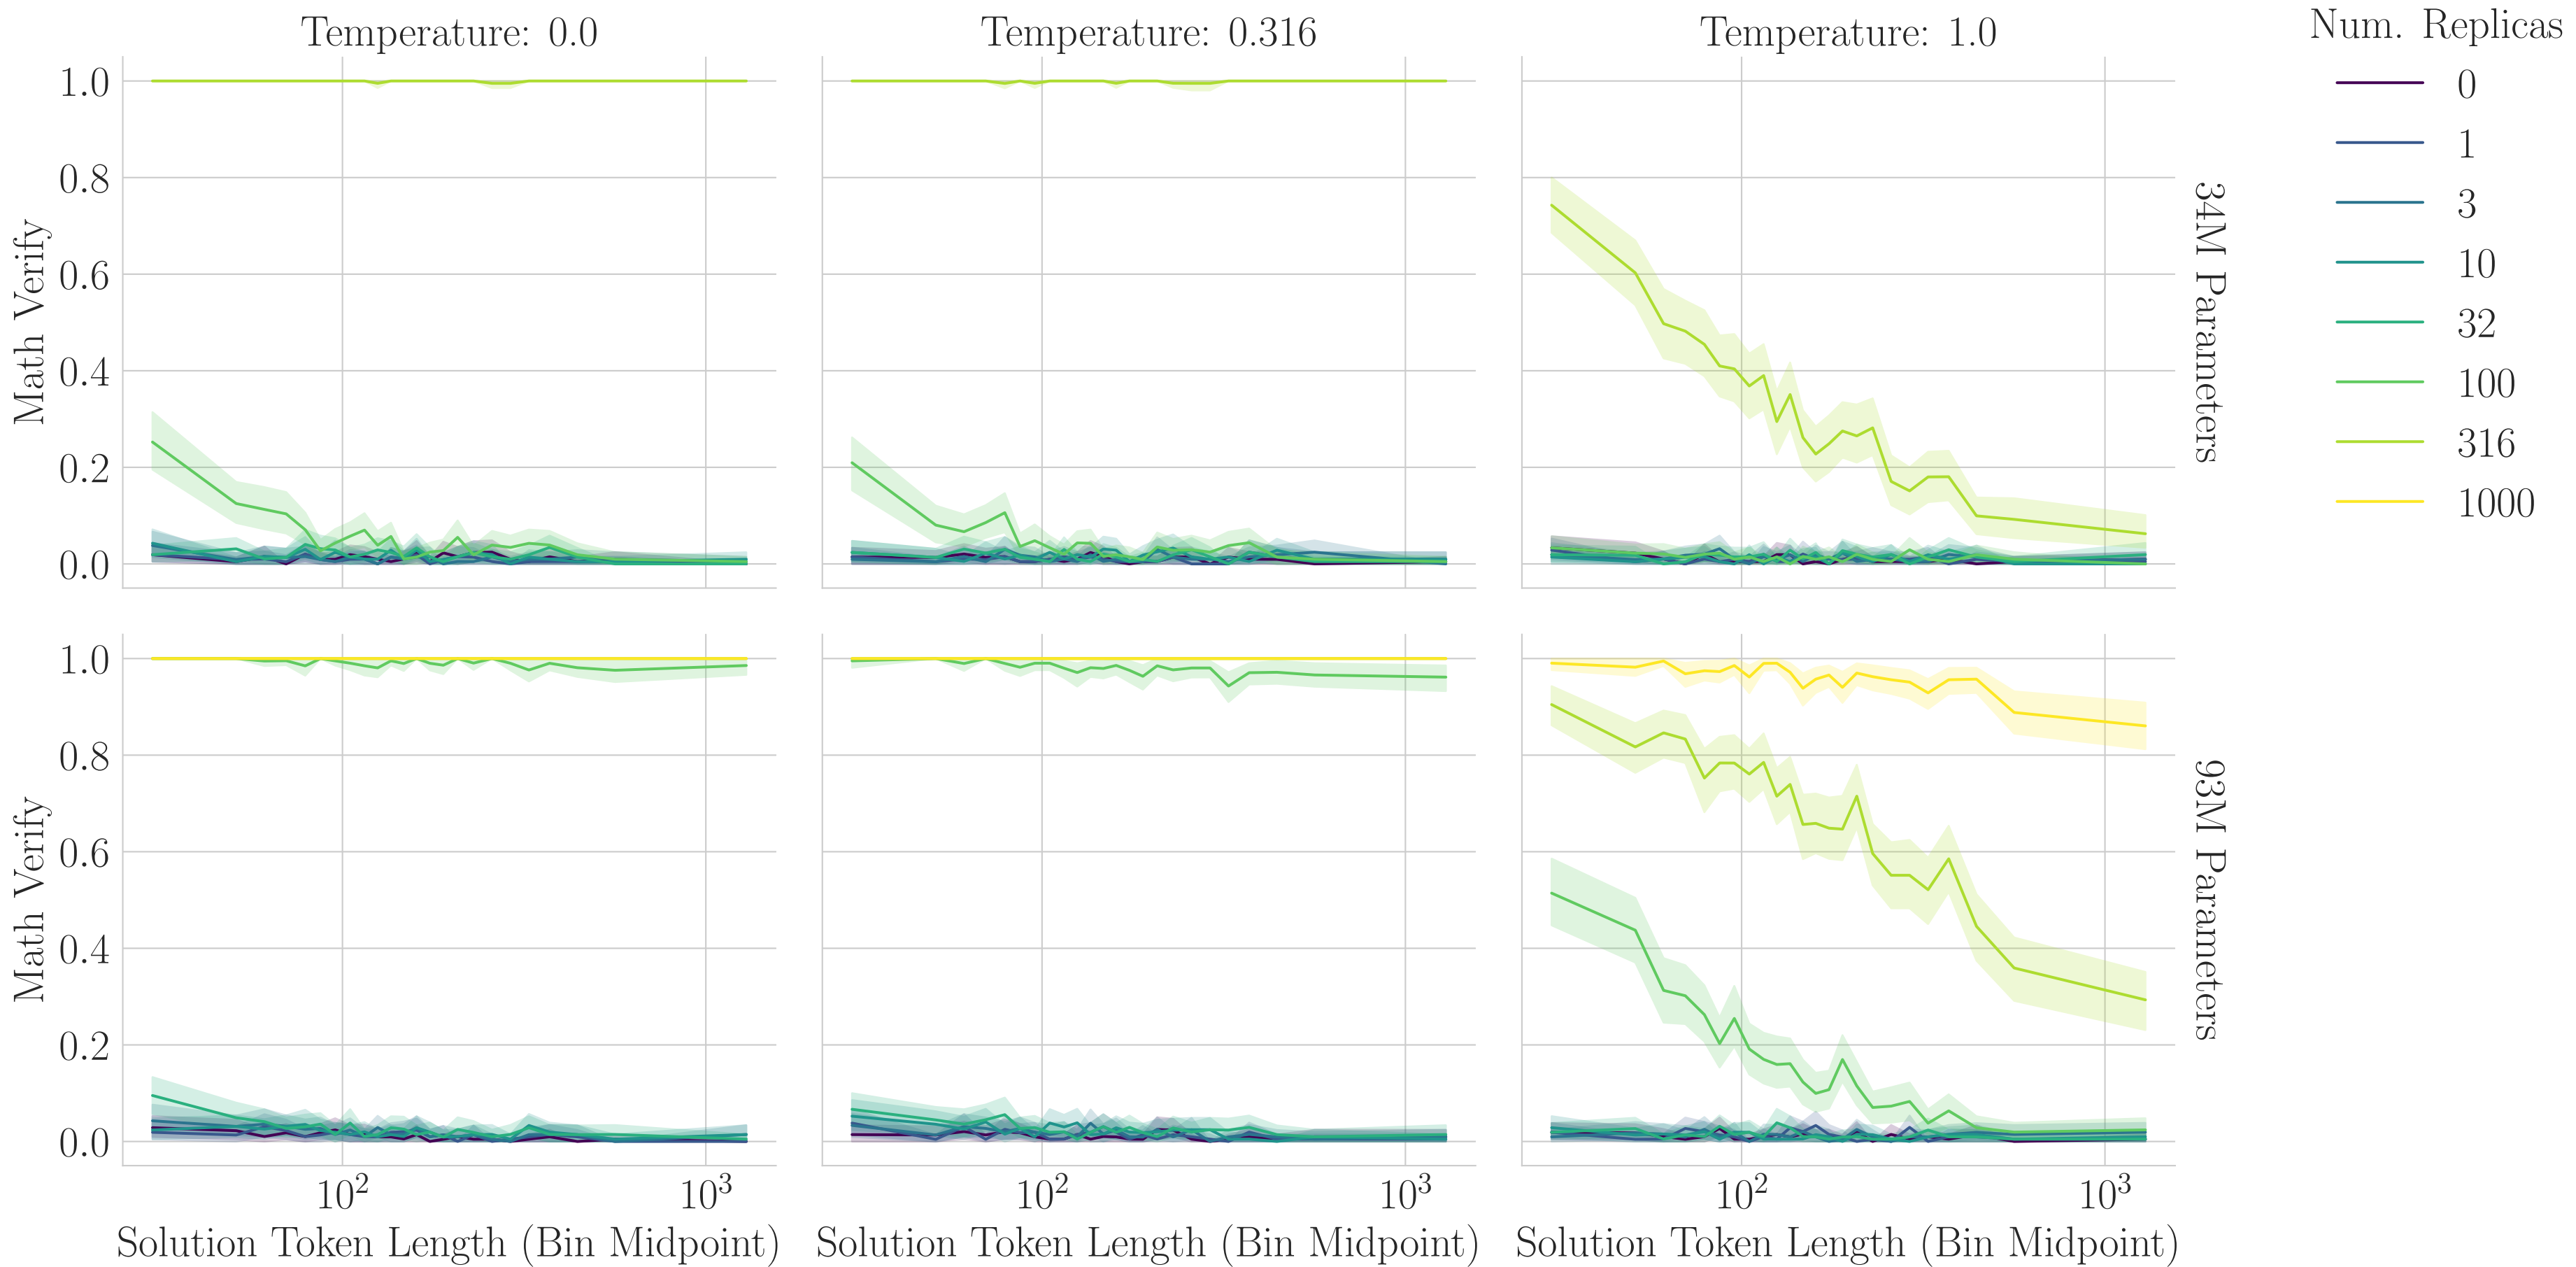 Temperature: 0.0
Temperature: 0.316
Temperature: 1.0
Num. Replicas
0
1
3
10
32
100
316
1000
Math Verify
1.0
0.8
0.6
0.4
0.2
0.0
34M Parameters
Math Verify
1.0
0.8
0.6
0.4
0.2
0.0
93M Parameters
10² 10³
10² 10³
10² 10³
Solution Token Length (Bin Midpoint)
Solution Token Length (Bin Midpoint)
Solution Token Length (Bin Midpoint)